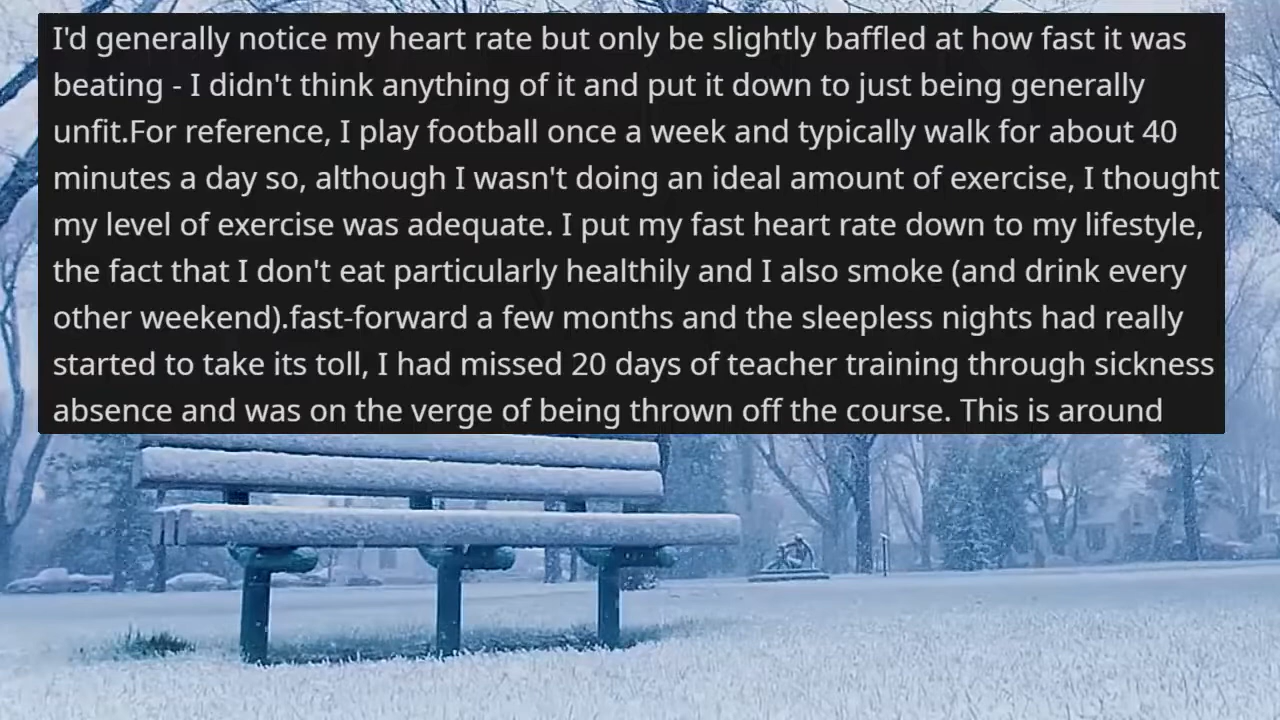 I'd generally notice my heart rate but only be slightly baffled at how fast it was
beating - I didn't think anything of it and put it down to just being generally
unfit.For reference, I play football once a week and typically walk for about 40
minutes a day so, although I wasn't doing an ideal amount of exercise, I thought
my level of exercise was adequate. I put my fast heart rate down to my lifestyle,
the fact that I don't eat particularly healthily and I also smoke (and drink every
other weekend).fast-forward a few months and the sleepless nights had really
started to take its toll, I had missed 20 days of teacher training through sickness
absence and was on the verge of being thrown off the course. This is around